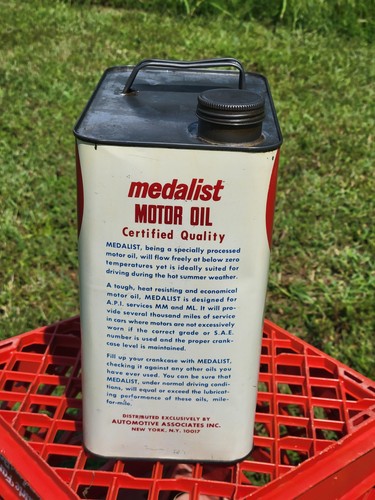 medalist
MOTOR OIL
Certified Quality
MEDALIST, being a specially processed
motor oil, will flow freely at below zero
temperatures yet is ideally suited for
driving during the hot summer weather.
A tough, heat resisting and economical
motor oil, MEDALIST is designed for
A.P.I. services MM and ML. It will pro-
vide several thousand miles of service
in cars where motors are not excessively
worn if the correct grade or S.A.E.
number is used and the proper crank-
case level is maintained.
Fill up your crankcase with MEDALIST,
checking it against any other oils you
have ever used. You can be sure that
MEDALIST, under normal driving condi-
tions, will equal or exceed the lubricat-
ing performance of those oils, mile-
for-mile.
DISTRIBUTED EXCLUSIVELY BY
AUTOMOTIVE ASSOCIATES INC.
NEW YORK, N.Y. 10017